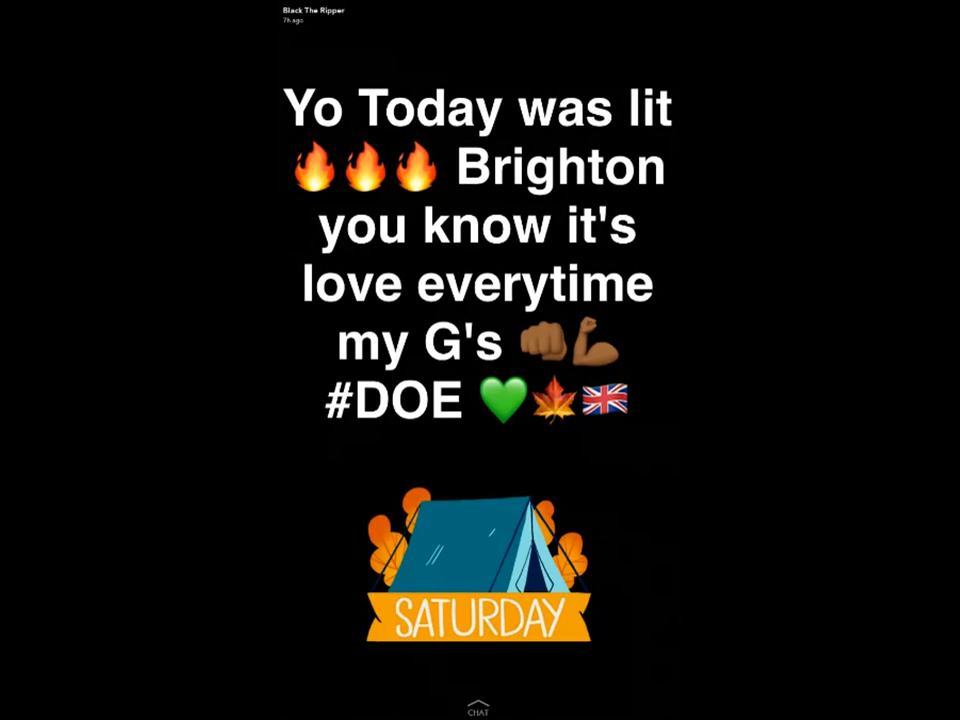 Black The Ripper
7h ago
Yo Today was lit
🔥🔥🔥 Brighton
you know it's
love everytime
my G's 👊🏾💪🏾
#DOE 💚🍁🇬🇧
SATURDAY
CHAT